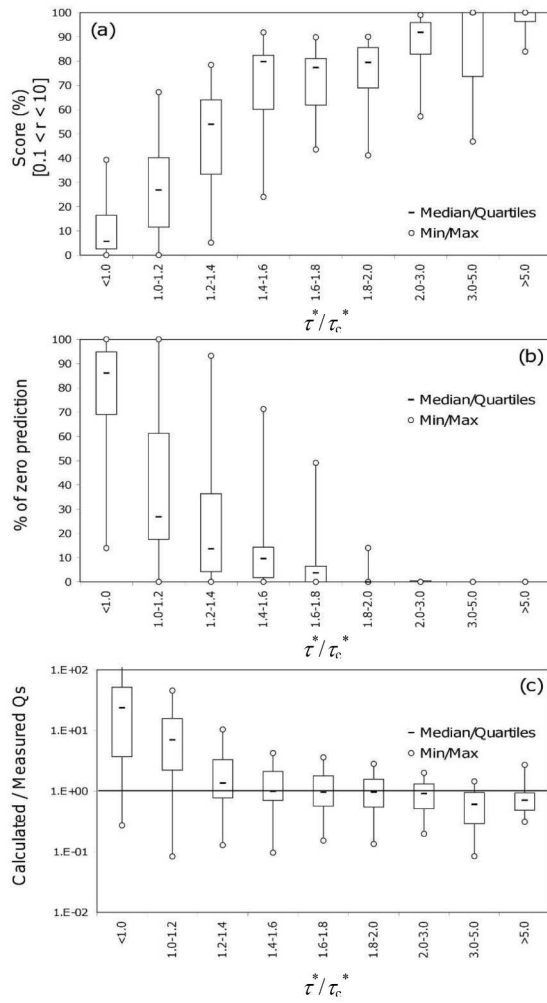 (a)
Score (%)
[0.1 < r < 10]
100
90
80
70
60
50
40
30
20
10
0
– Median/Quartiles
○ Min/Max
<1.0
1.0-1.2
1.2-1.4
1.4-1.6
1.6-1.8
1.8-2.0
2.0-3.0
3.0-5.0
>5.0
τ*/τc*
(b)
% of zero prediction
100
90
80
70
60
50
40
30
20
10
0
– Median/Quartiles
○ Min/Max
<1.0
1.0-1.2
1.2-1.4
1.4-1.6
1.6-1.8
1.8-2.0
2.0-3.0
3.0-5.0
>5.0
τ*/τc*
(c)
Calculated / Measured Qs
1.E+02
1.E+01
1.E+00
1.E-01
1.E-02
– Median/Quartiles
○ Min/Max
<1.0
1.0-1.2
1.2-1.4
1.4-1.6
1.6-1.8
1.8-2.0
2.0-3.0
3.0-5.0
>5.0
τ*/τc*